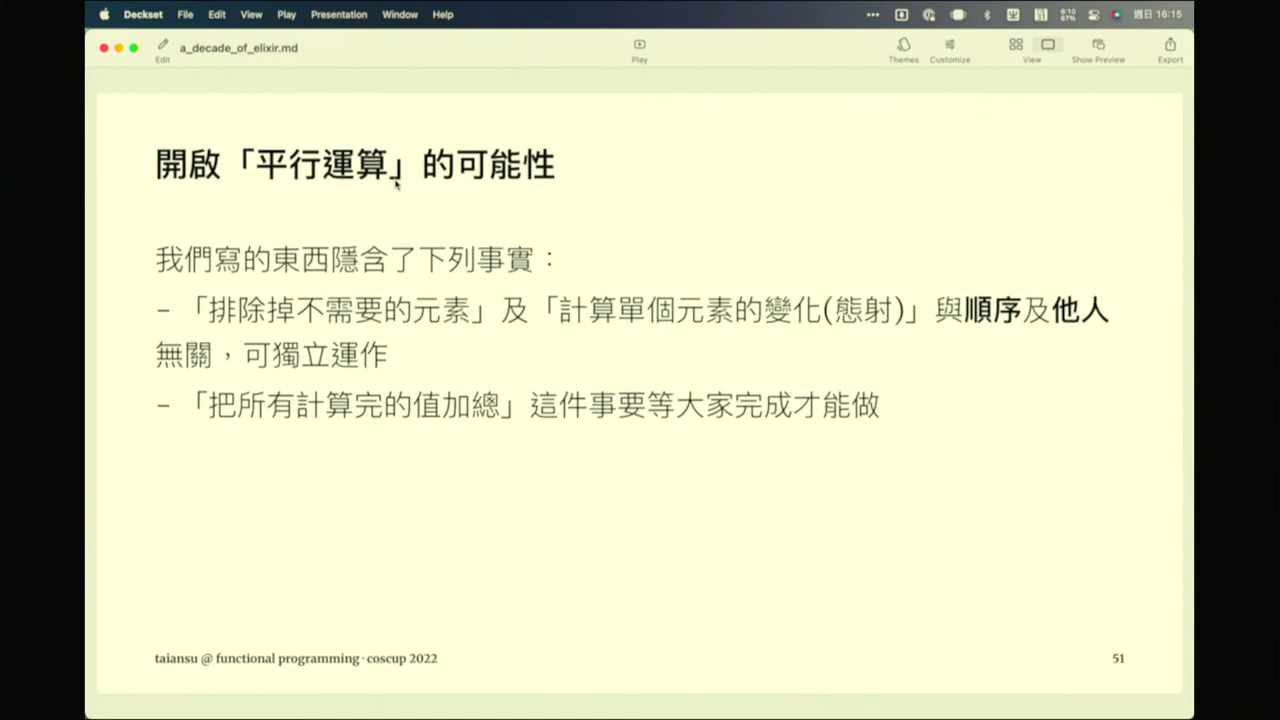 Deckset File Edit View Play Presentation Window Help
週日 16:15
a_decade_of_elixir.md
Edit Play Themes Customize View Show Preview Export
開啟「平行運算」的可能性
我們寫的東西隱含了下列事實：
– 「排除掉不需要的元素」及「計算單個元素的變化(態射)」與順序及他人
無關，可獨立運作
– 「把所有計算完的值加總」這件事要等大家完成才能做
taiansu @ functional programming · coscup 2022
51